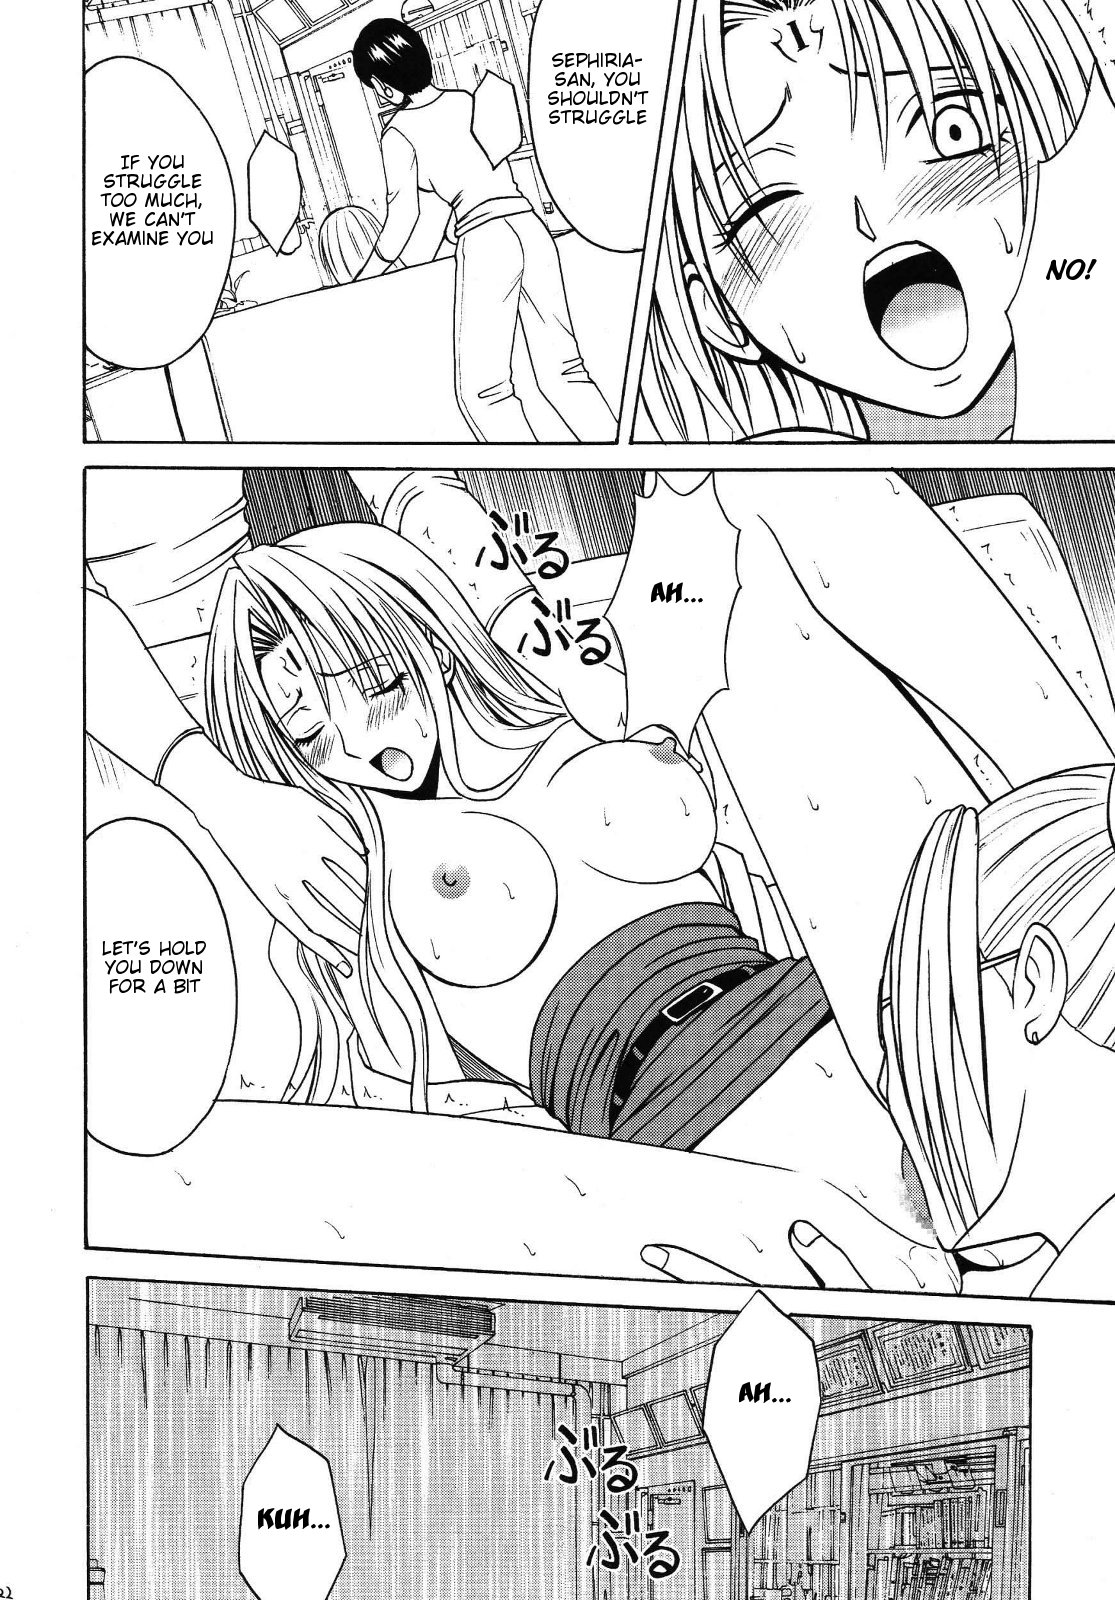 I
NO!
SEPHIRIA-
SAN, YOU
SHOULDN'T
STRUGGLE
IF YOU
STRUGGLE
TOO MUCH,
WE CAN'T
EXAMINE YOU
AH...
ぶる
ぶる
I
LET'S HOLD
YOU DOWN
FOR A BIT
AH...
ぶる
ぶる
KUH...
22